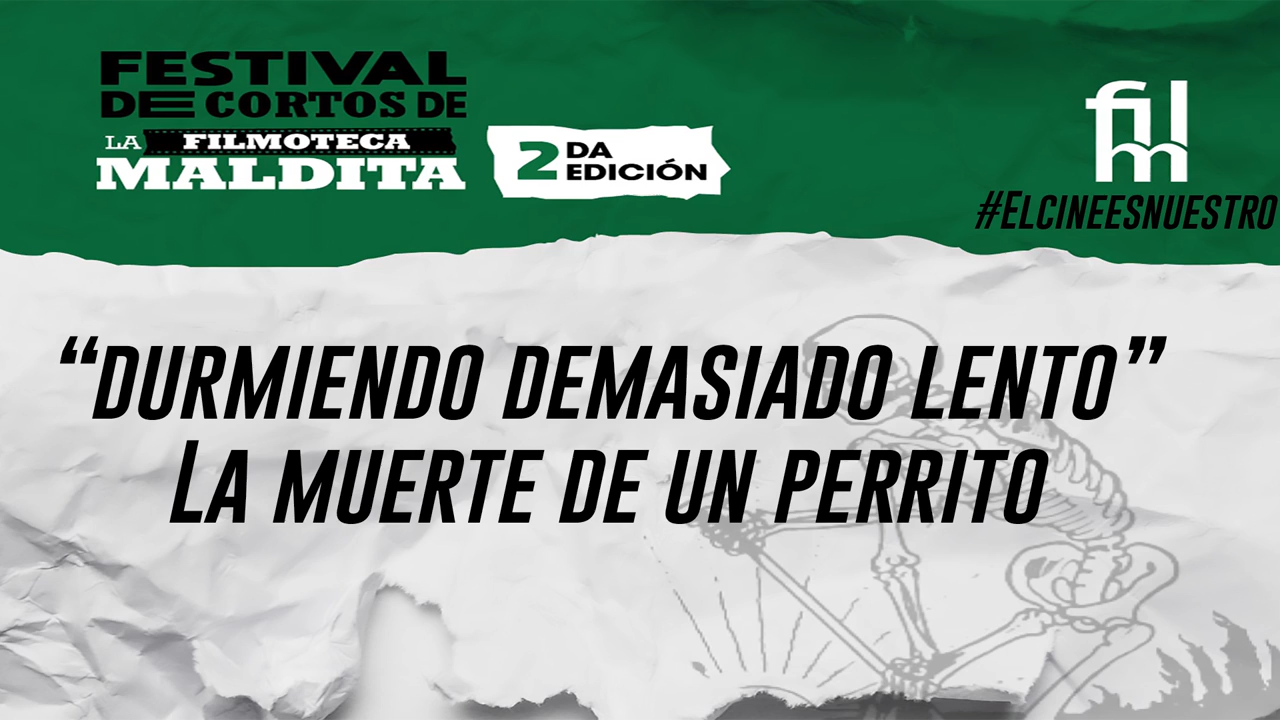 FESTIVAL
DE CORTOS DE
LA FILMOTECA
MALDITA
2 DA
EDICIÓN
film
#ELCINEESNUESTRO
“DURMIENDO DEMASIADO LENTO”
LA MUERTE DE UN PERRITO